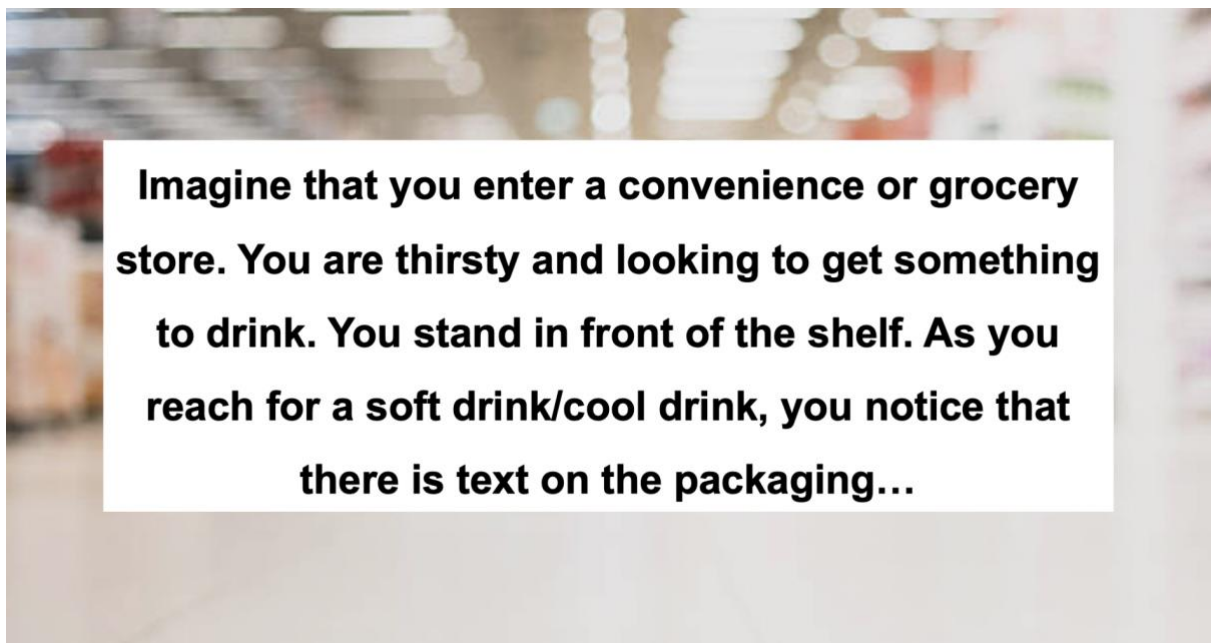 Imagine that you enter a convenience or grocery
store. You are thirsty and looking to get something
to drink. You stand in front of the shelf. As you
reach for a soft drink/cool drink, you notice that
there is text on the packaging…